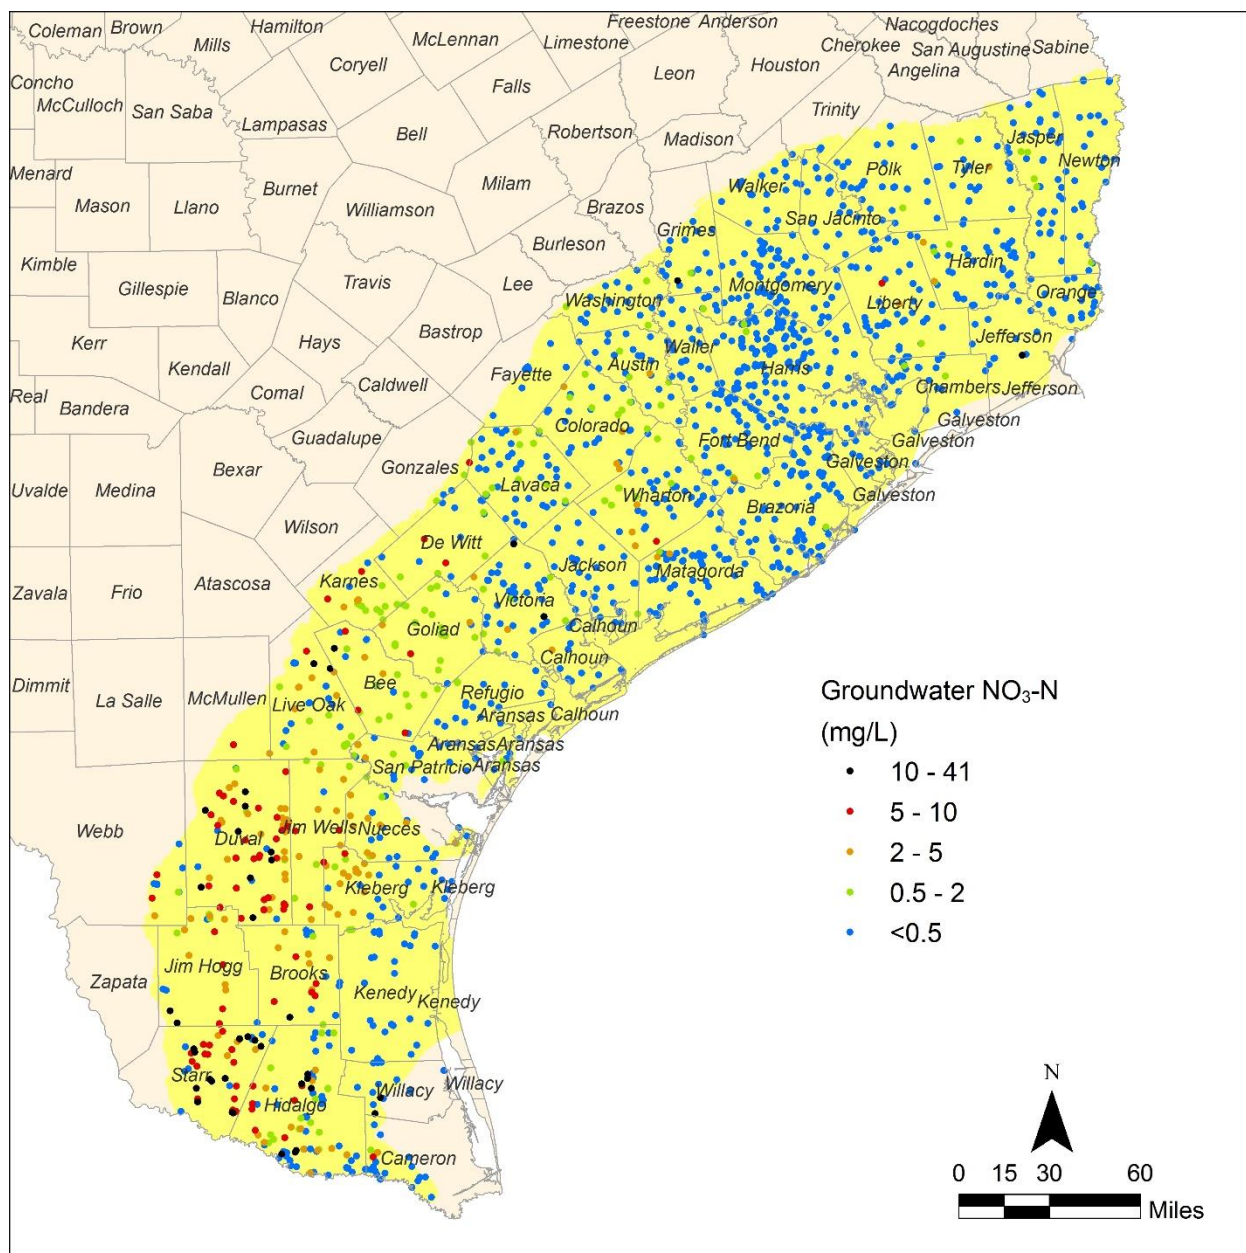 Freestone Anderson
Nacogdoches
Coleman Brown Hamilton
Mills McLennan Limestone Cherokee San Augustine Sabine
Coryell Leon Houston Angelina
Concho
McCulloch San Saba Falls
Lampasas Bell Robertson Madison Trinity Jasper
Menard Burnet Milam Walker Polk Tyler Newton
Mason Llano Williamson Brazos San Jacinto
Burleson Grimes
Kimble Gillespie Blanco Travis Lee Washington Montgomery Hardin
Liberty Orange
Kerr Hays Bastrop Waller Jefferson
Kendall Caldwell Fayette Austin Harris
Real Bandera Comal Chambers Jefferson
Guadalupe Colorado Galveston
Fort Bend Galveston
Bexar Gonzales Galveston
Uvalde Medina Lavaca Wharton Galveston
Wilson Brazoria
De Witt
Zavala Frio Atascosa Karnes Jackson Matagorda
Victoria
Goliad Calhoun
Calhoun
Dimmit La Salle McMullen Live Oak Bee Refugio
Aransas Calhoun
Aransas Aransas
San Patricio Aransas
Webb Duval Jim Wells Nueces
Kleberg Kleberg
Zapata Jim Hogg Brooks Kenedy Kenedy
Starr Hidalgo Willacy Willacy
Cameron
Groundwater NO₃-N
(mg/L)
10 - 41
5 - 10
2 - 5
0.5 - 2
<0.5
N
0 15 30 60
Miles